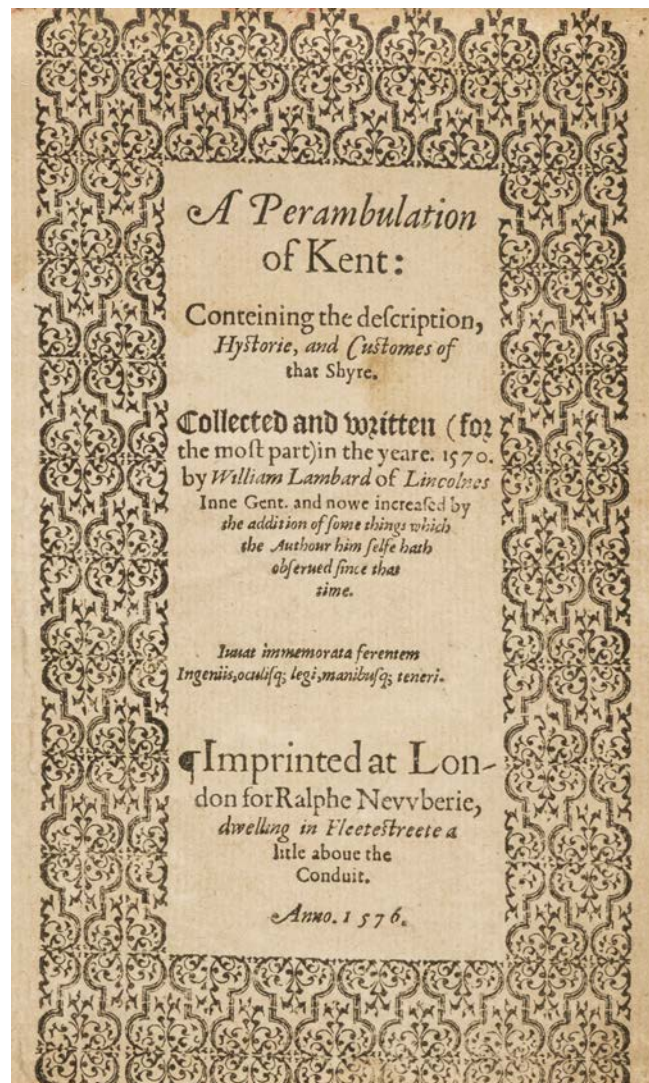 A Perambulation
of Kent:
Conteining the deſcription,
Hyſtorie, and Cuſtomes of
that Shyre.
Collected and written (for
the moſt part) in the yeare. 1570.
by William Lambard of Lincolnes
Inne Gent. and nowe increaſed by
the addition of ſome things which
the Authour him ſelfe hath
obſerued ſince that
time.
Iuuat immemorata ferentem
Ingeniis, oculiſq; legi, manibuſq; teneri.
¶Imprinted at Lon-
don for Ralphe Nevvberie,
dwelling in Fleeteſtreete a
litle aboue the
Conduit.
Anno. 1576.